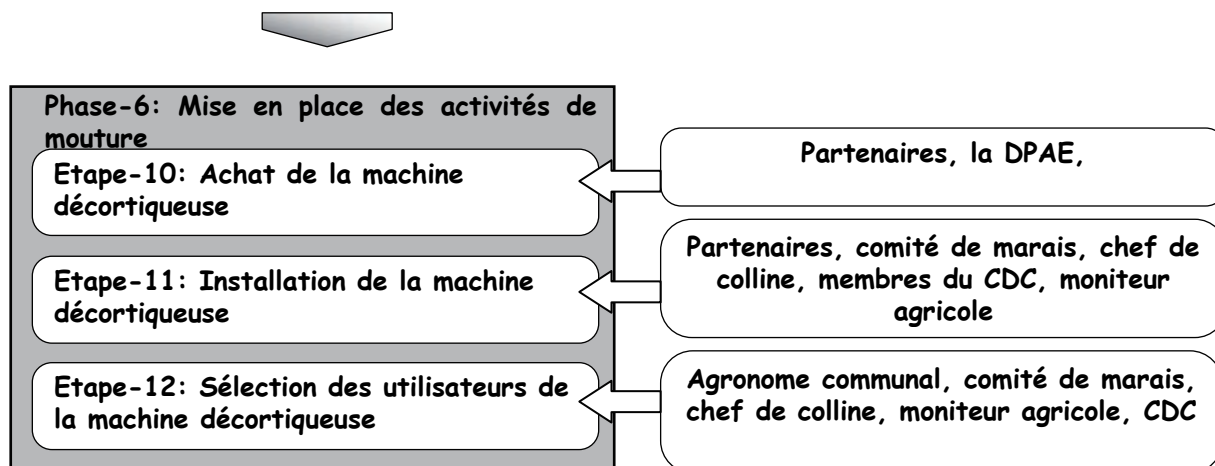 Phase-6: Mise en place des activités de
mouture
Etape-10: Achat de la machine
décortiqueuse
Partenaires, la DPAE,
Etape-11: Installation de la machine
décortiqueuse
Partenaires, comité de marais, chef de
colline, membres du CDC, moniteur
agricole
Etape-12: Sélection des utilisateurs de
la machine décortiqueuse
Agronome communal, comité de marais,
chef de colline, moniteur agricole, CDC